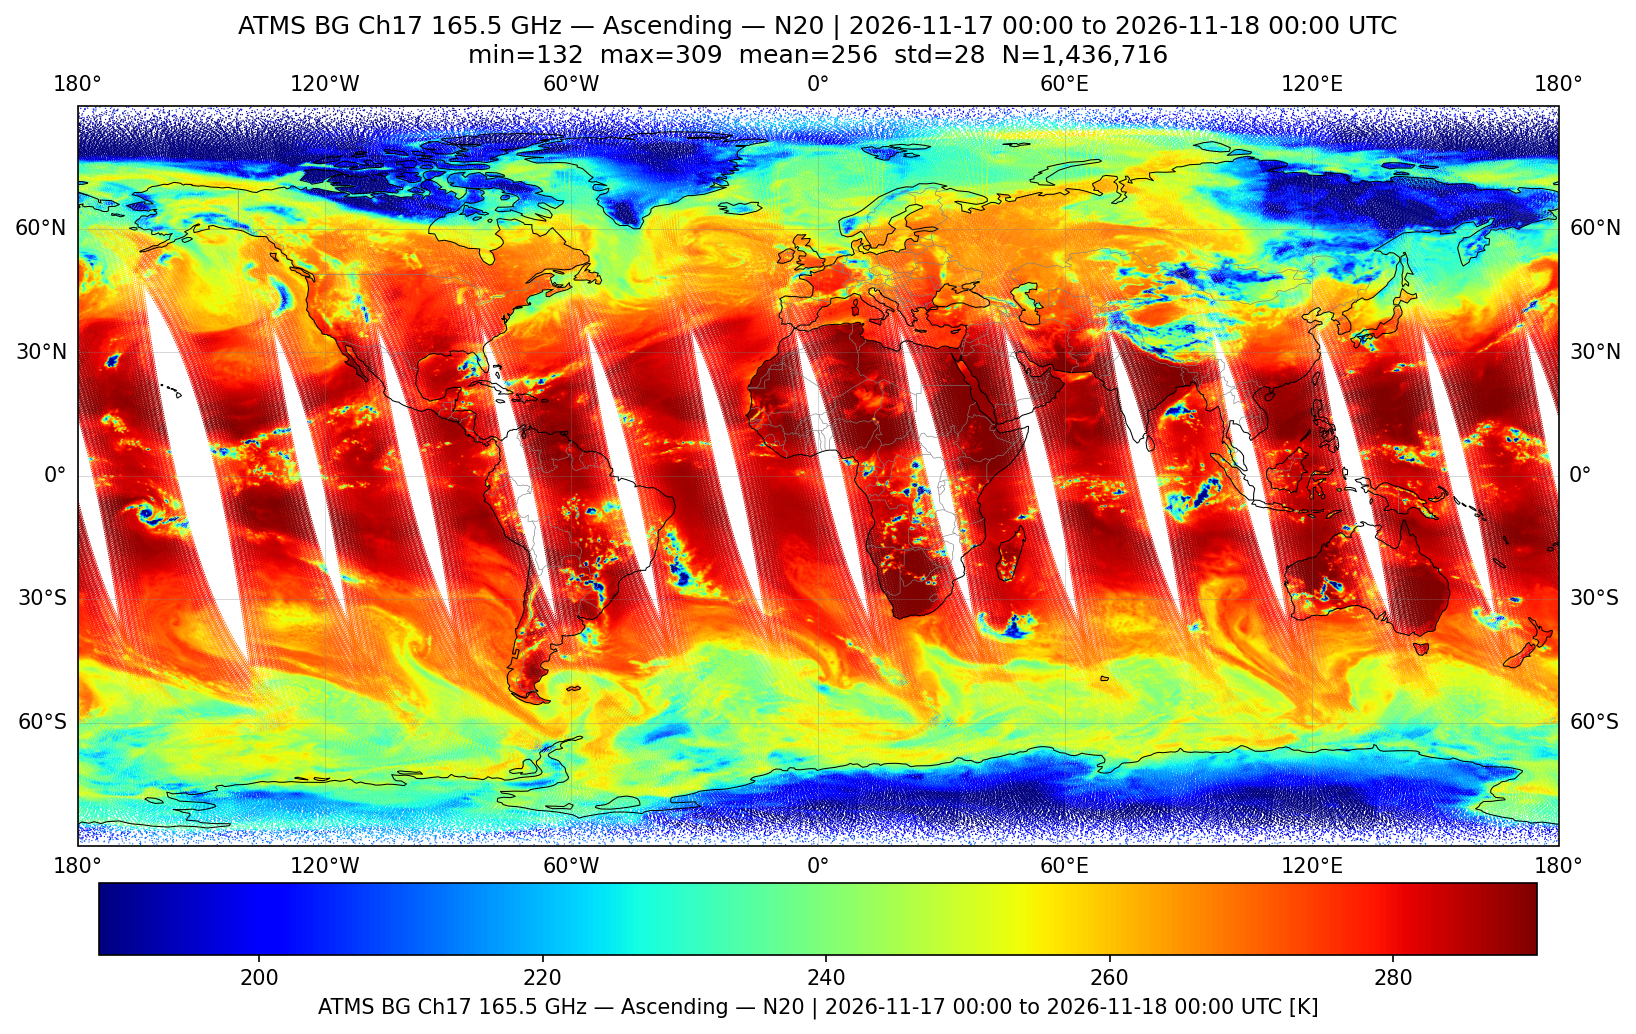 ATMS BG Ch17 165.5 GHz — Ascending — N20 | 2026-11-17 00:00 to 2026-11-18 00:00 UTC
min=132 max=309 mean=256 std=28 N=1,436,716
180° 120°W 60°W 0° 60°E 120°E 180°
60°N 60°N
30°N 30°N
0° 0°
30°S 30°S
60°S 60°S
180° 120°W 60°W 0° 60°E 120°E 180°
200 220 240 260 280
ATMS BG Ch17 165.5 GHz — Ascending — N20 | 2026-11-17 00:00 to 2026-11-18 00:00 UTC [K]